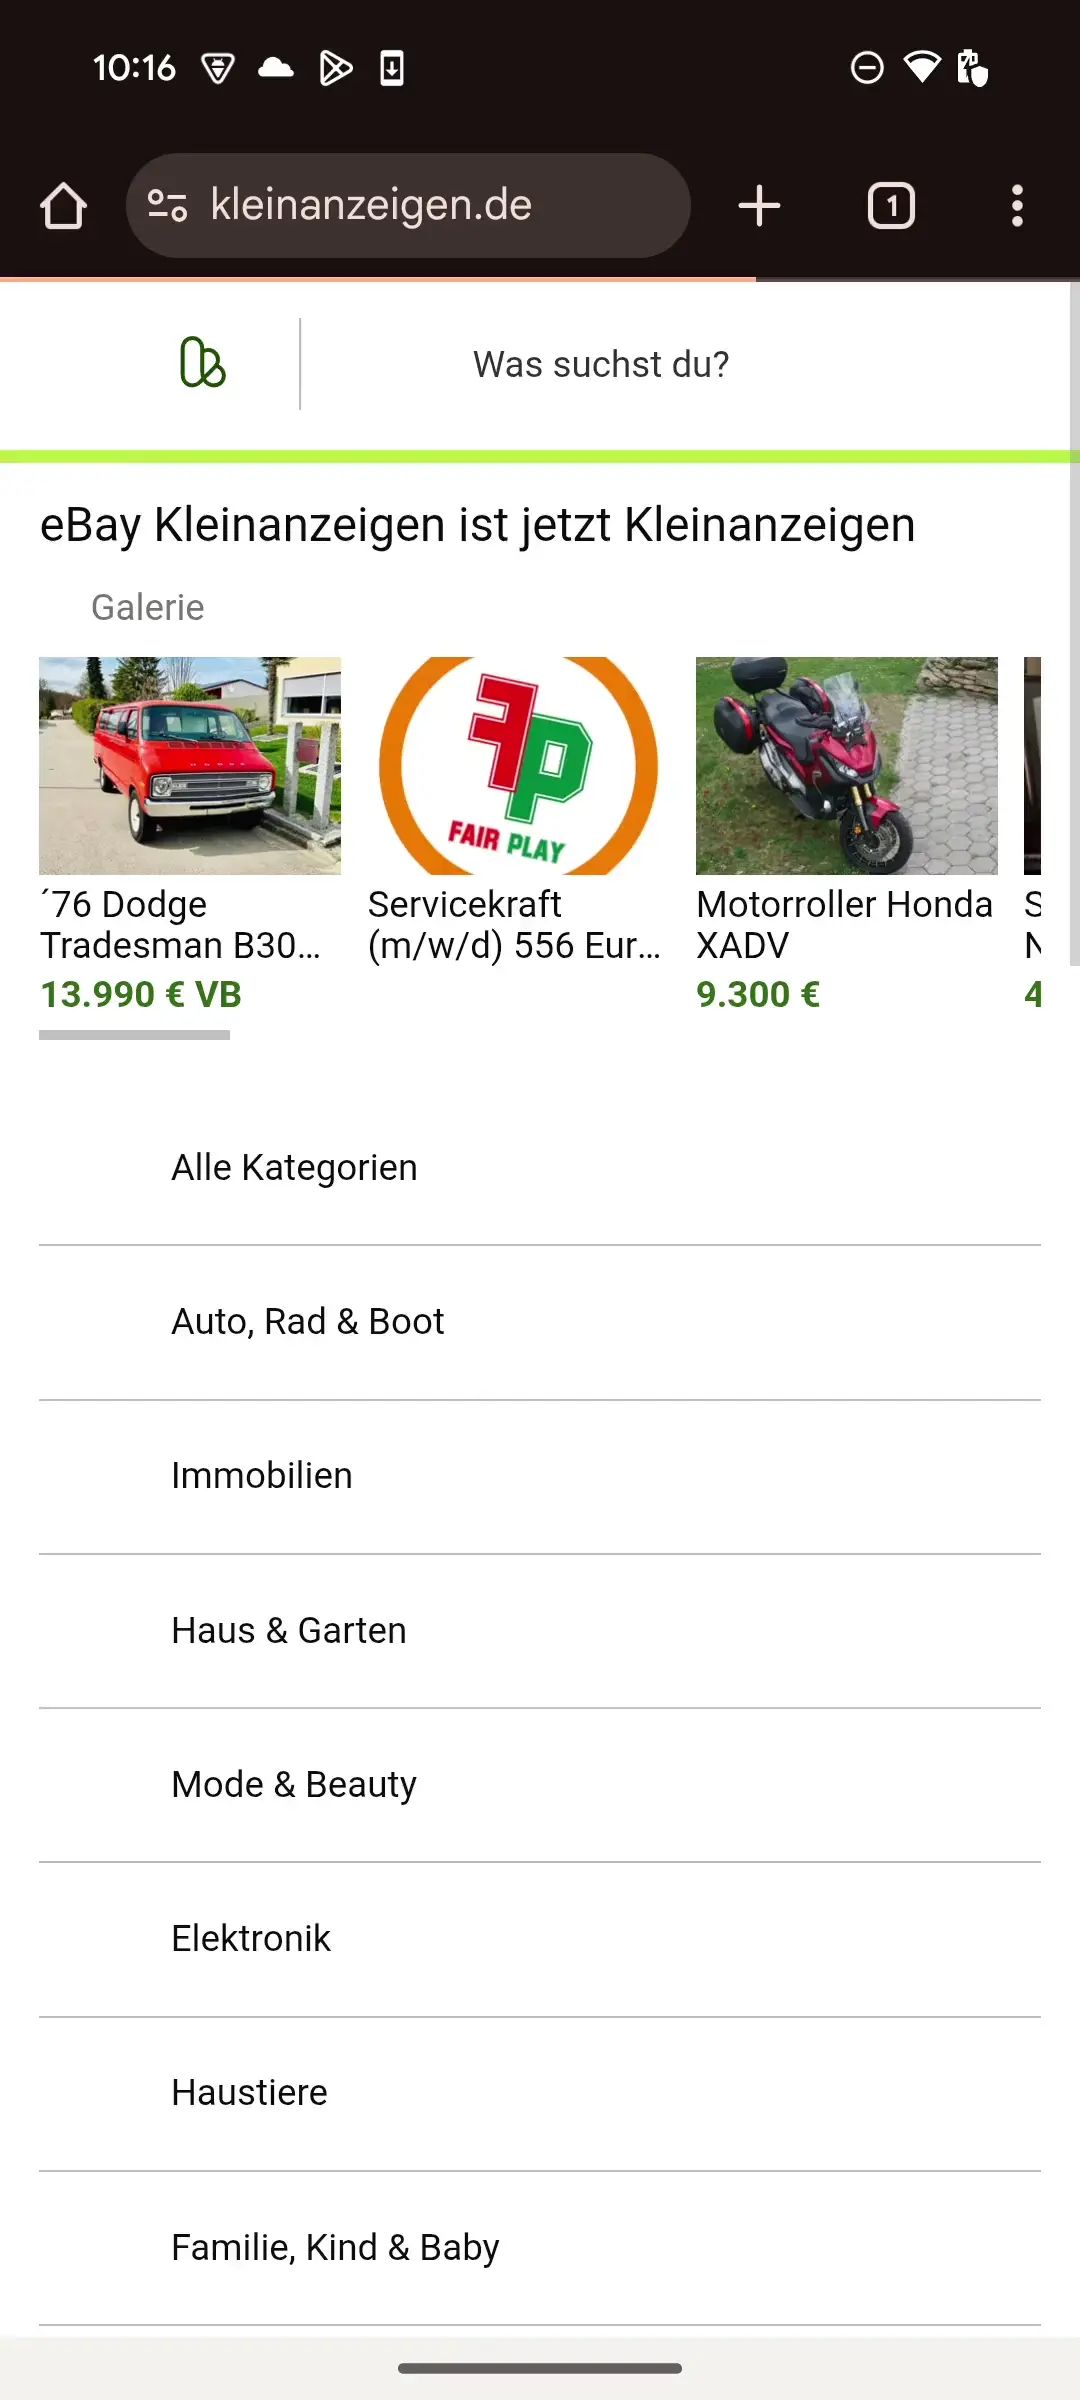 10:16
kleinanzeigen.de
1
Was suchst du?
eBay Kleinanzeigen ist jetzt Kleinanzeigen
Galerie
FP
FAIR PLAY
´76 Dodge
Tradesman B30...
13.990 € VB
Servicekraft
(m/w/d) 556 Eur...
Motorroller Honda
XADV
9.300 €
S
N
4
Alle Kategorien
Auto, Rad & Boot
Immobilien
Haus & Garten
Mode & Beauty
Elektronik
Haustiere
Familie, Kind & Baby